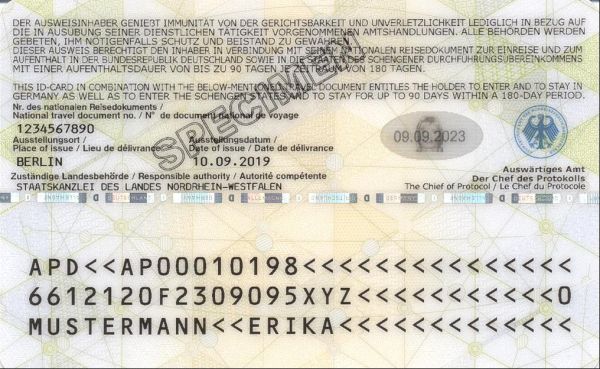 DER AUSWEISINHABER GENIEßT IMMUNITÄT VON DER GERICHTSBARKEIT UND UNVERLETZLICHKEIT LEDIGLICH IN BEZUG AUF
DIE IN AUSÜBUNG SEINER DIENSTLICHEN TÄTIGKEIT VORGENOMMENEN AMTSHANDLUNGEN. ALLE BEHÖRDEN WERDEN
GEBETEN, IHM NÖTIGENFALLS SCHUTZ UND BEISTAND ZU GEWÄHREN.
DIESER AUSWEIS BERECHTIGT DEN INHABER IN VERBINDUNG MIT SEINEM NATIONALEN REISEDOKUMENT ZUR EINREISE UND ZUM
AUFENTHALT IN DER BUNDESREPUBLIK DEUTSCHLAND SOWIE IN DIE STAATEN DES SCHENGENER DURCHFÜHRUNGSÜBEREINKOMMEN
MIT EINER AUFENTHALTSDAUER VON BIS ZU 90 TAGEN JE ZEITRAUM VON 180 TAGEN.
THIS ID-CARD IN COMBINATION WITH THE BELOW-MENTIONED TRAVEL DOCUMENT ENTITLES THE HOLDER TO ENTER AND TO STAY IN
GERMANY AS WELL AS TO ENTER THE SCHENGEN STATES AND TO STAY FOR UP TO 90 DAYS WITHIN A 180-DAY PERIOD.
SPECIMEN
Nr. des nationalen Reisedokuments /
National travel document no. / N° de document national de voyage
1234567890
Ausstellungsort / Ausstellungsdatum /
Place of issue / Lieu de délivrance Date of issue / Date de délivrance
BERLIN 10.09.2019
09.09.2023
Zuständige Landesbehörde / Responsible authority / Autorité compétente
STAATSKANZLEI DES LANDES NORDRHEIN-WESTFALEN
Auswärtiges Amt
Der Chef des Protokolls
The Chief of Protocol / Le Chef du Protocole
APD<<AP00010198<<<<<<<<<<<<<<<
6612120F2309095XYZ<<<<<<<<<<<0
MUSTERMANN<<ERIKA<<<<<<<<<<<<<